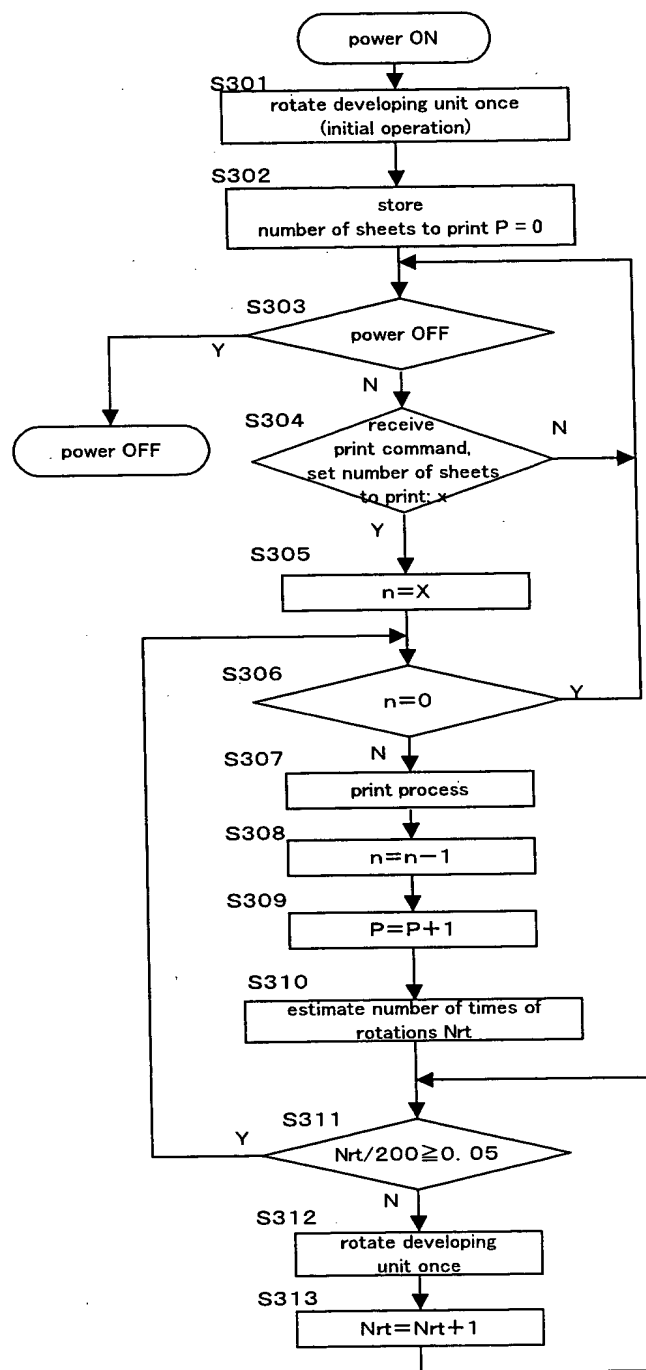 power ON
S301
rotate developing unit once
(initial operation)
S302
store
number of sheets to print P = 0
S303
power OFF
Y
N
power OFF
S304
receive
print command,
set number of sheets
to print: x
N
Y
S305
n=X
S306
n=0
Y
N
S307
print process
S308
n=n-1
S309
P=P+1
S310
estimate number of times of
rotations Nrt
S311
Y
Nrt/200≧0. 05
N
S312
rotate developing
unit once
S313
Nrt=Nrt+1